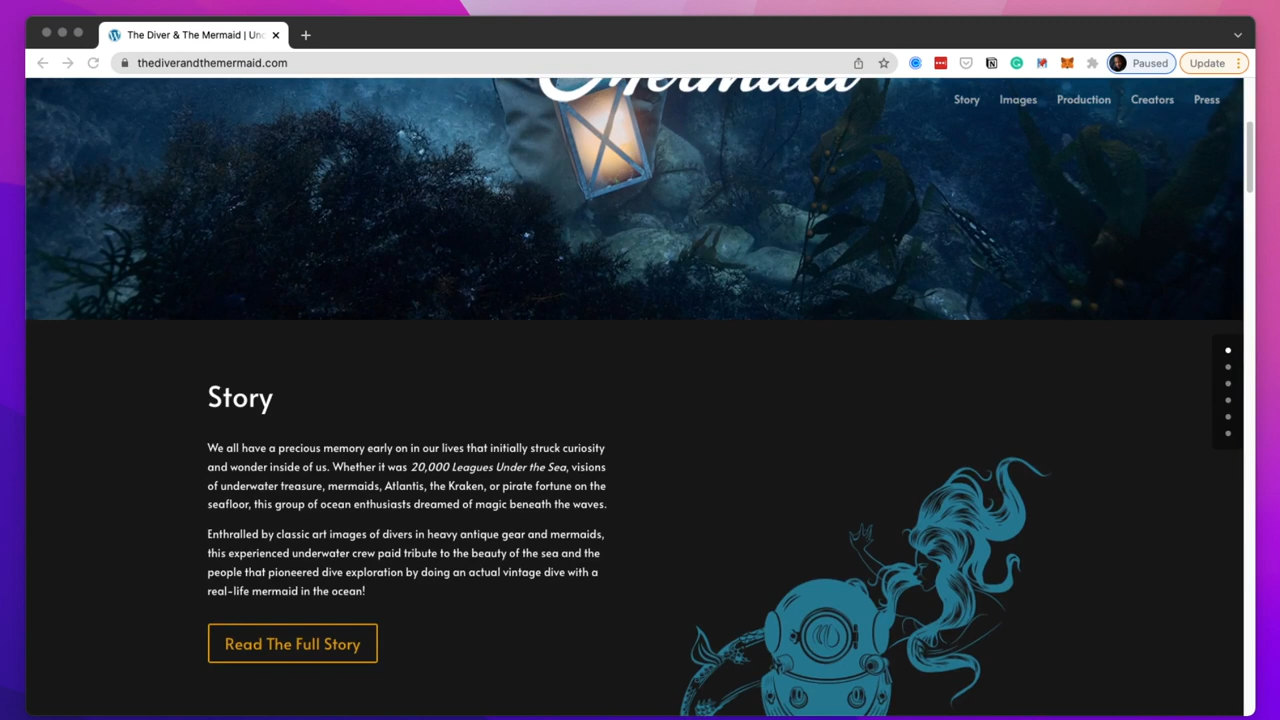 The Diver & The Mermaid | Un
thediverandthemermaid.com
Paused
Update
Mermaid
Story
Images
Production
Creators
Press
Story
We all have a precious memory early on in our lives that initially struck curiosity
and wonder inside of us. Whether it was 20,000 Leagues Under the Sea, visions
of underwater treasure, mermaids, Atlantis, the Kraken, or pirate fortune on the
seafloor, this group of ocean enthusiasts dreamed of magic beneath the waves.
Enthralled by classic art images of divers in heavy antique gear and mermaids,
this experienced underwater crew paid tribute to the beauty of the sea and the
people that pioneered dive exploration by doing an actual vintage dive with a
real-life mermaid in the ocean!
Read The Full Story